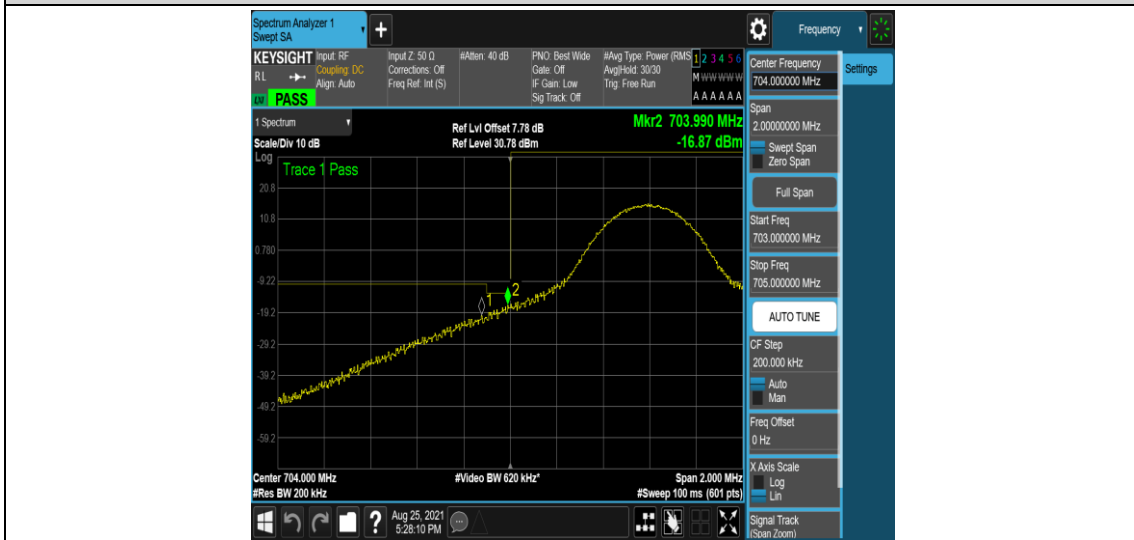 Spectrum Analyzer 1
Swept SA
+
Frequency
KEYSIGHT
RL
LXI PASS
Input: RF
Coupling: DC
Align: Auto
Input Z: 50 Ω
Corrections: Off
Freq Ref: Int (S)
#Atten: 40 dB
PNO: Best Wide
Gate: Off
IF Gain: Low
Sig Track: Off
#Avg Type: Power (RMS
Avg|Hold: 30/30
Trig: Free Run
1 2 3 4 5 6
M W W W W W
A A A A A A
1 Spectrum
Scale/Div 10 dB
Ref Lvl Offset 7.78 dB
Ref Level 30.78 dBm
Mkr2 703.990 MHz
-16.87 dBm
Log
Trace 1 Pass
20.8
10.8
0.780
-9.22
-19.2
-29.2
-39.2
-49.2
-59.2
1
2
Center 704.000 MHz
#Res BW 200 kHz
#Video BW 620 kHz*
Span 2.000 MHz
#Sweep 100 ms (601 pts)
?
Aug 25, 2021
5:28:10 PM
Center Frequency
704.000000 MHz
Settings
Span
2.00000000 MHz
Swept Span
Zero Span
Full Span
Start Freq
703.000000 MHz
Stop Freq
705.000000 MHz
AUTO TUNE
CF Step
200.000 kHz
Auto
Man
Freq Offset
0 Hz
X Axis Scale
Log
Lin
Signal Track
(Span Zoom)